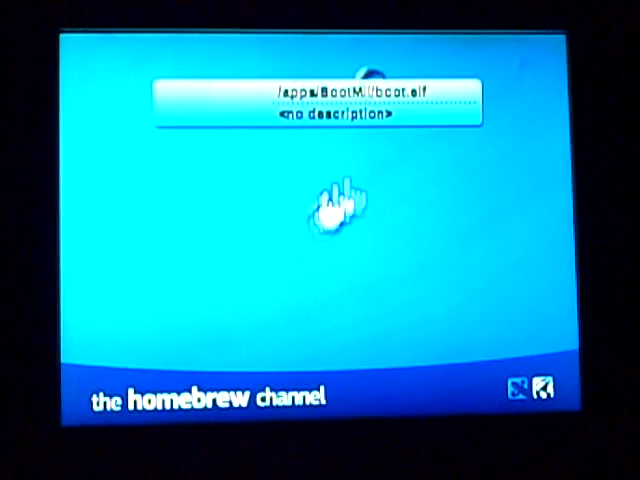 /apps/BootMii/boot.elf
<no description>
the homebrew channel